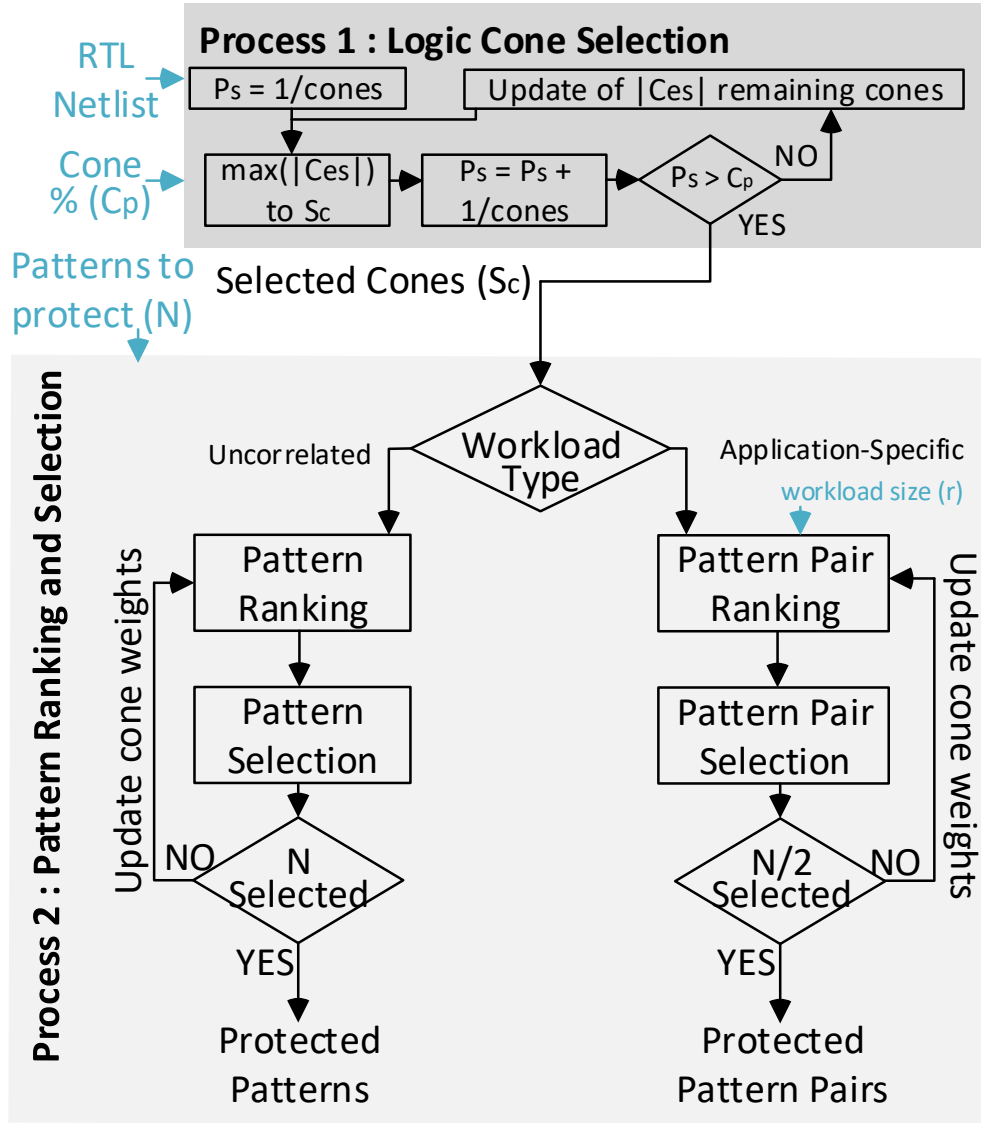 Process 1 : Logic Cone Selection
RTL
Netlist
Ps = 1/cones
Update of |Ces| remaining cones
Cone
% (Cp)
max(|Ces|)
to Sc
Ps = Ps +
1/cones
Ps > Cp
NO
YES
Patterns to
protect (N)
Selected Cones (Sc)
Process 2 : Pattern Ranking and Selection
Workload
Type
Uncorrelated
Application-Specific
workload size (r)
Update cone weights
Pattern
Ranking
Pattern Pair
Ranking
Update cone weights
Pattern
Selection
Pattern Pair
Selection
NO
N
Selected
N/2
Selected
NO
YES
YES
Protected
Patterns
Protected
Pattern Pairs